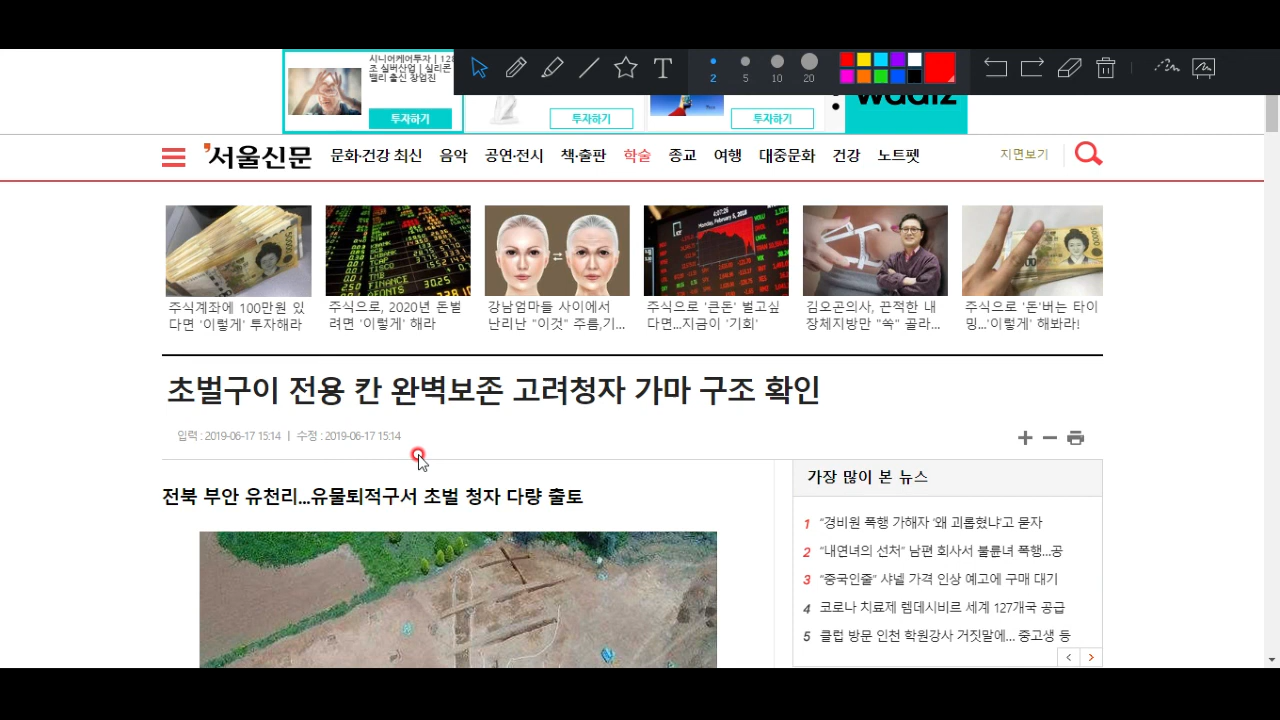 시니어케어투자 | 128
조 실버산업 | 실리콘
밸리 출신 창업진
투자하기
투자하기
투자하기
wadiz
T
2
5
10
20
서울신문
문화·건강 최신
음악
공연·전시
책·출판
학술
종교
여행
대중문화
건강
노트펫
지면보기
주식계좌에 100만원 있
다면 '이렇게' 투자해라
주식으로, 2020년 돈벌
려면 '이렇게' 해라
강남엄마들 사이에서
난리난 "이것" 주름,기...
주식으로 '큰돈' 벌고싶
다면...지금이 '기회'
김오곤의사, 끈적한 내
장체지방만 "쏙" 골라...
주식으로 '돈'버는 타이
밍...'이렇게' 해봐라!
초벌구이 전용 칸 완벽보존 고려청자 가마 구조 확인
입력 : 2019-06-17 15:14 ㅣ 수정 : 2019-06-17 15:14
전북 부안 유천리...유물퇴적구서 초벌 청자 다량 출토
가장 많이 본 뉴스
1 "경비원 폭행 가해자 '왜 괴롭혔냐'고 묻자
2 "내연녀의 선처" 남편 회사서 불륜녀 폭행...공
3 "중국인줄" 샤넬 가격 인상 예고에 구매 대기
4 코로나 치료제 렘데시비르 세계 127개국 공급
5 클럽 방문 인천 학원강사 거짓말에... 중고생 등